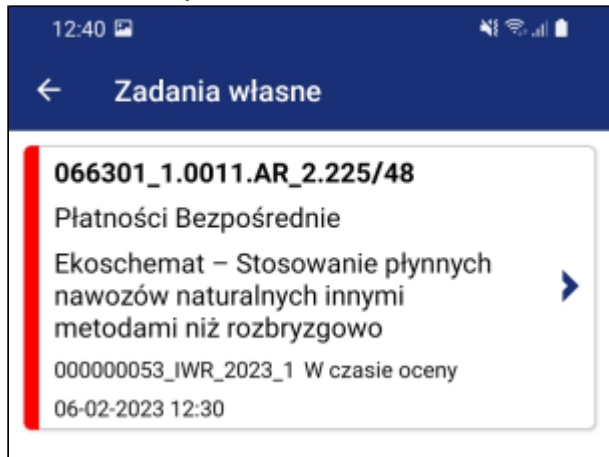 12:40
Zadania własne
066301_1.0011.AR_2.225/48
Płatności Bezpośrednie
Ekoschemat – Stosowanie płynnych
nawozów naturalnych innymi
metodami niż rozbryzgowo
000000053_IWR_2023_1 W czasie oceny
06-02-2023 12:30